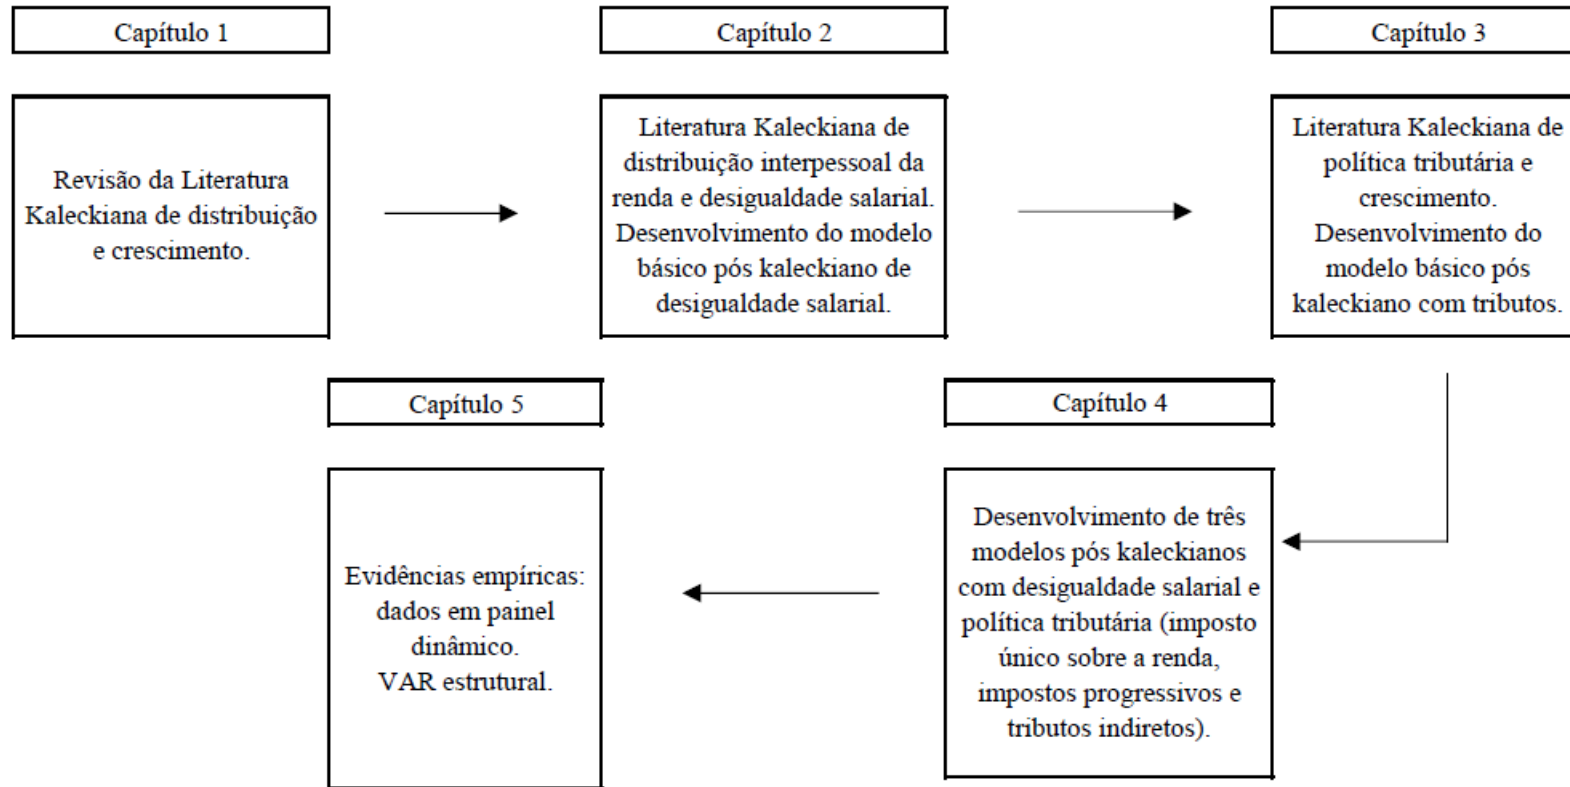 Capítulo 1
Capítulo 2
Capítulo 3
Revisão da Literatura
Kaleckiana de distribuição
e crescimento.
Literatura Kaleckiana de
distribuição interpessoal da
renda e desigualdade salarial.
Desenvolvimento do modelo
básico pós kaleckiano de
desigualdade salarial.
Literatura Kaleckiana de
política tributária e
crescimento.
Desenvolvimento do
modelo básico pós
kaleckiano com tributos.
Capítulo 4
Desenvolvimento de três
modelos pós kaleckianos
com desigualdade salarial e
política tributária (imposto
único sobre a renda,
impostos progressivos e
tributos indiretos).
Capítulo 5
Evidências empíricas:
dados em painel
dinâmico.
VAR estrutural.